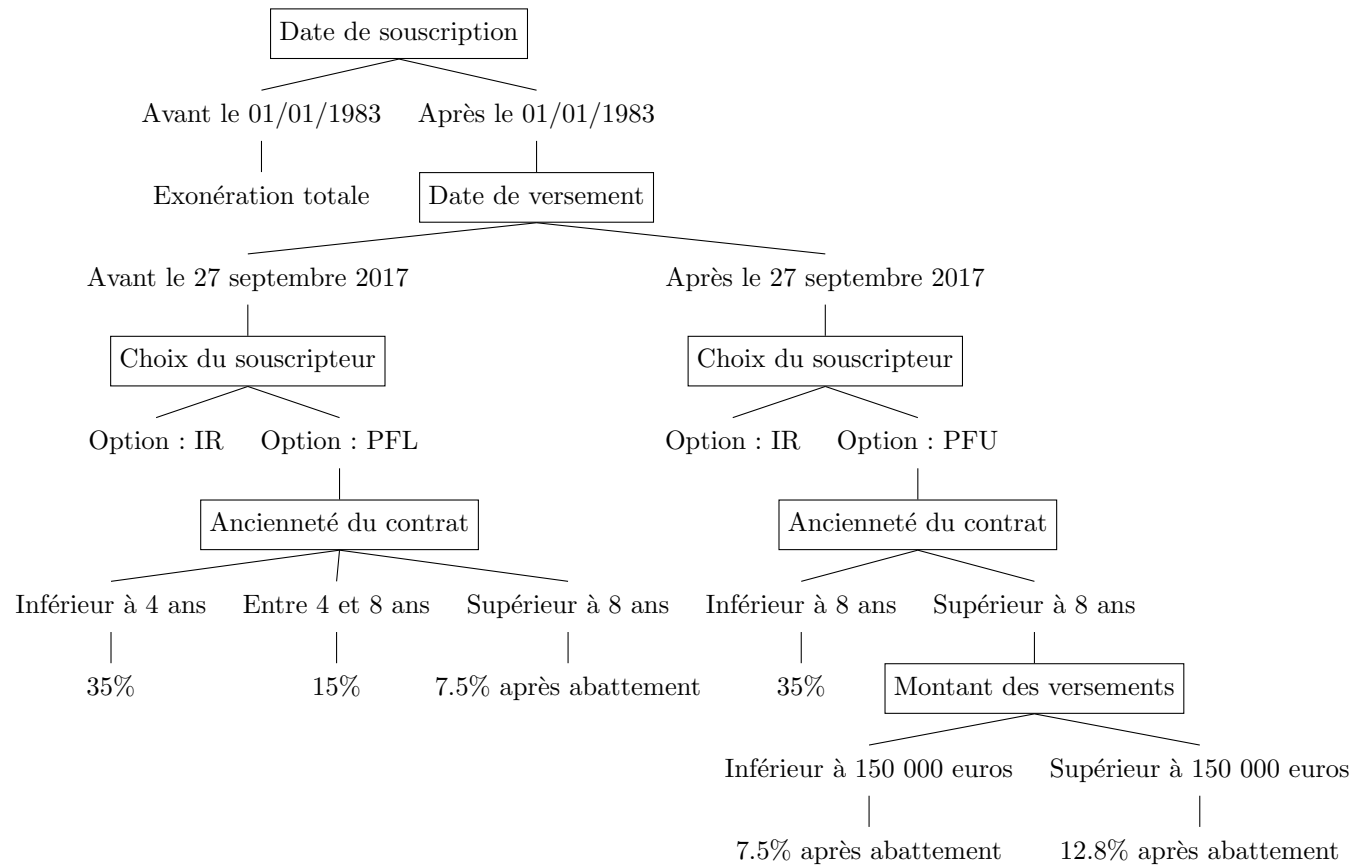 Date de souscription
Avant le 01/01/1983 Après le 01/01/1983
Exonération totale Date de versement
Avant le 27 septembre 2017 Après le 27 septembre 2017
Choix du souscripteur Choix du souscripteur
Option : IR Option : PFL Option : IR Option : PFU
Ancienneté du contrat Ancienneté du contrat
Inférieur à 4 ans Entre 4 et 8 ans Supérieur à 8 ans Inférieur à 8 ans Supérieur à 8 ans
35% 15% 7.5% après abattement 35% Montant des versements
Inférieur à 150 000 euros Supérieur à 150 000 euros
7.5% après abattement 12.8% après abattement